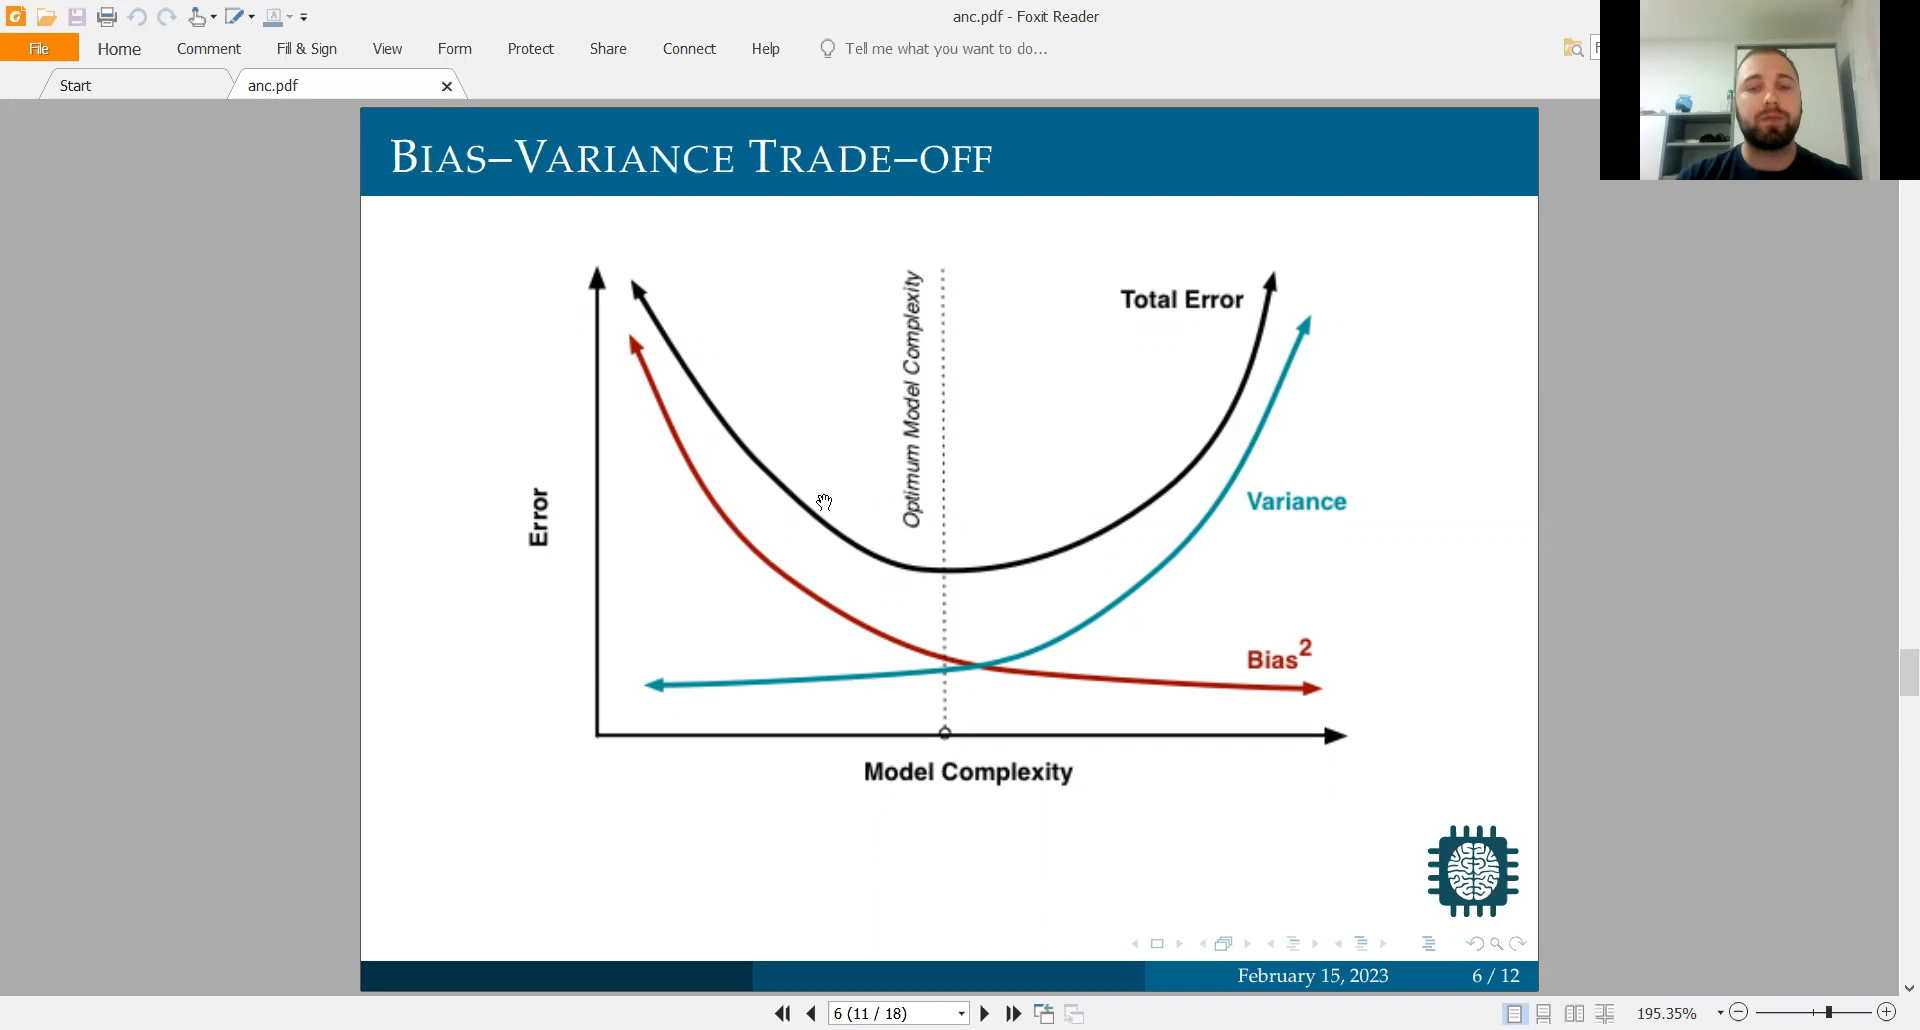 anc.pdf - Foxit Reader
File
Home
Comment
Fill & Sign
View
Form
Protect
Share
Connect
Help
Tell me what you want to do...
F
Start
anc.pdf
BIAS–VARIANCE TRADE–OFF
Optimum Model Complexity
Total Error
Error
Variance
Bias²
Model Complexity
February 15, 2023
6 / 12
6 (11 / 18)
195.35%